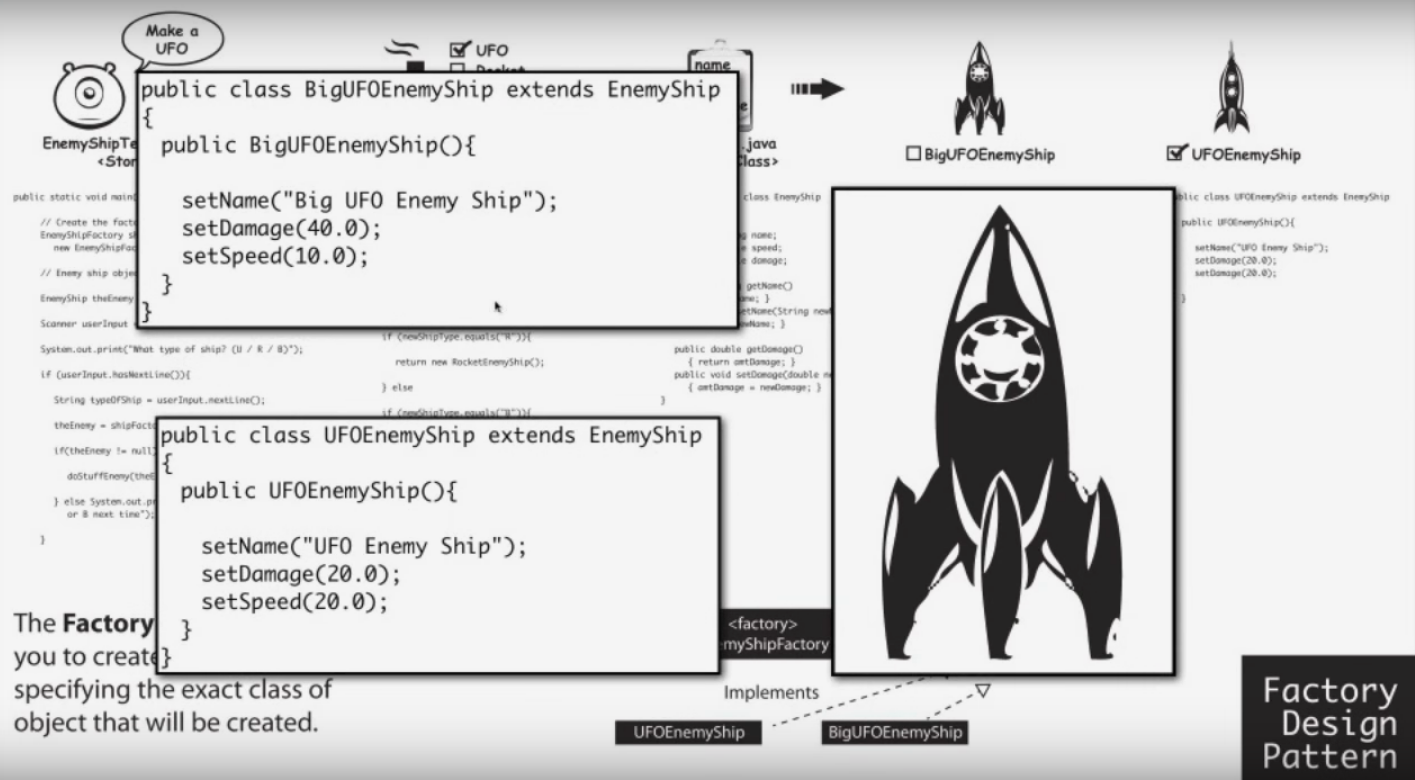 Make a
UFO
UFO
name
EnemyShipTe
<Stor
.java
Class>
BigUFOEnemyShip
UFOEnemyShip
public class BigUFOEnemyShip extends EnemyShip
{
public BigUFOEnemyShip(){
setName("Big UFO Enemy Ship");
setDamage(40.0);
setSpeed(10.0);
}
}
public static void main(
// Create the facto
EnemyShipFactory sh
new EnemyShipFac
// Enemy ship objec
EnemyShip theEnemy
Scanner userInput
System.out.print("What type of ship? (U / R / B)");
if (userInput.hasNextLine()){
String typeOfShip = userInput.nextLine();
theEnemy = shipFacto
if(theEnemy != null)
doStuffEnemy(theE
} else System.out.pr
or B next time");
}
if (newShipType.equals("R")){
return new RocketEnemyShip();
} else
if (newShipType.equals("B")){
class EnemyShip
g name;
speed;
damage;
getName()
ame; }
etName(String newN
ewName; }
public double getDamage()
{ return amtDamage; }
public void setDamage(double ne
{ amtDamage = newDamage; }
}
blic class UFOEnemyShip extends EnemyShip
public UFOEnemyShip(){
setName("UFO Enemy Ship");
setDamage(20.0);
setDamage(20.0);
}
public class UFOEnemyShip extends EnemyShip
{
public UFOEnemyShip(){
setName("UFO Enemy Ship");
setDamage(20.0);
setSpeed(20.0);
}
}
The Factory
you to create
specifying the exact class of
object that will be created.
<factory>
myShipFactory
Implements
UFOEnemyShip
BigUFOEnemyShip
Factory
Design
Pattern